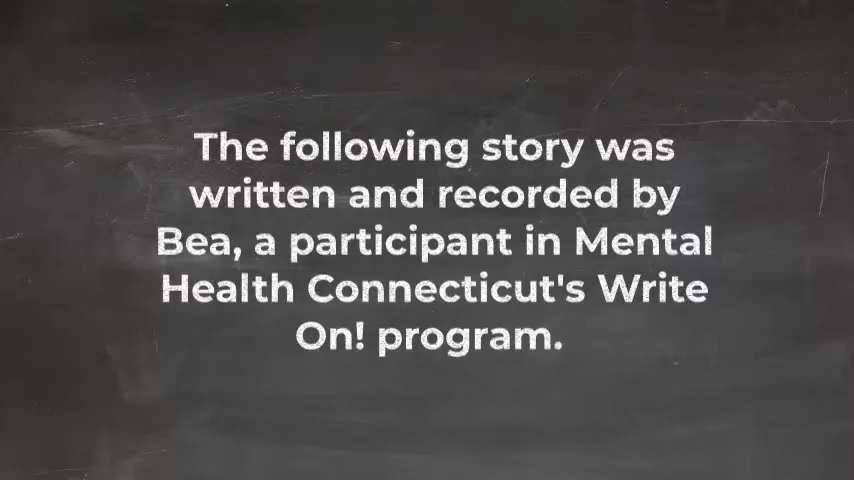 The following story was
written and recorded by
Bea, a participant in Mental
Health Connecticut's Write
On! program.